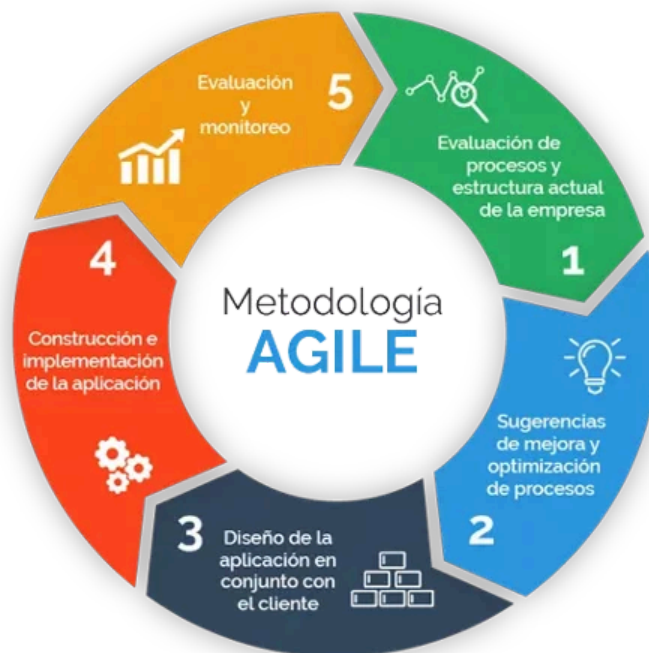 Metodología
AGILE
Evaluación de
procesos y
estructura actual
de la empresa
1
Sugerencias
de mejora y
optimización
de procesos
2
3
Diseño de la
aplicación en
conjunto con
el cliente
4
Construcción e
implementación
de la aplicación
Evaluación
y
monitoreo
5